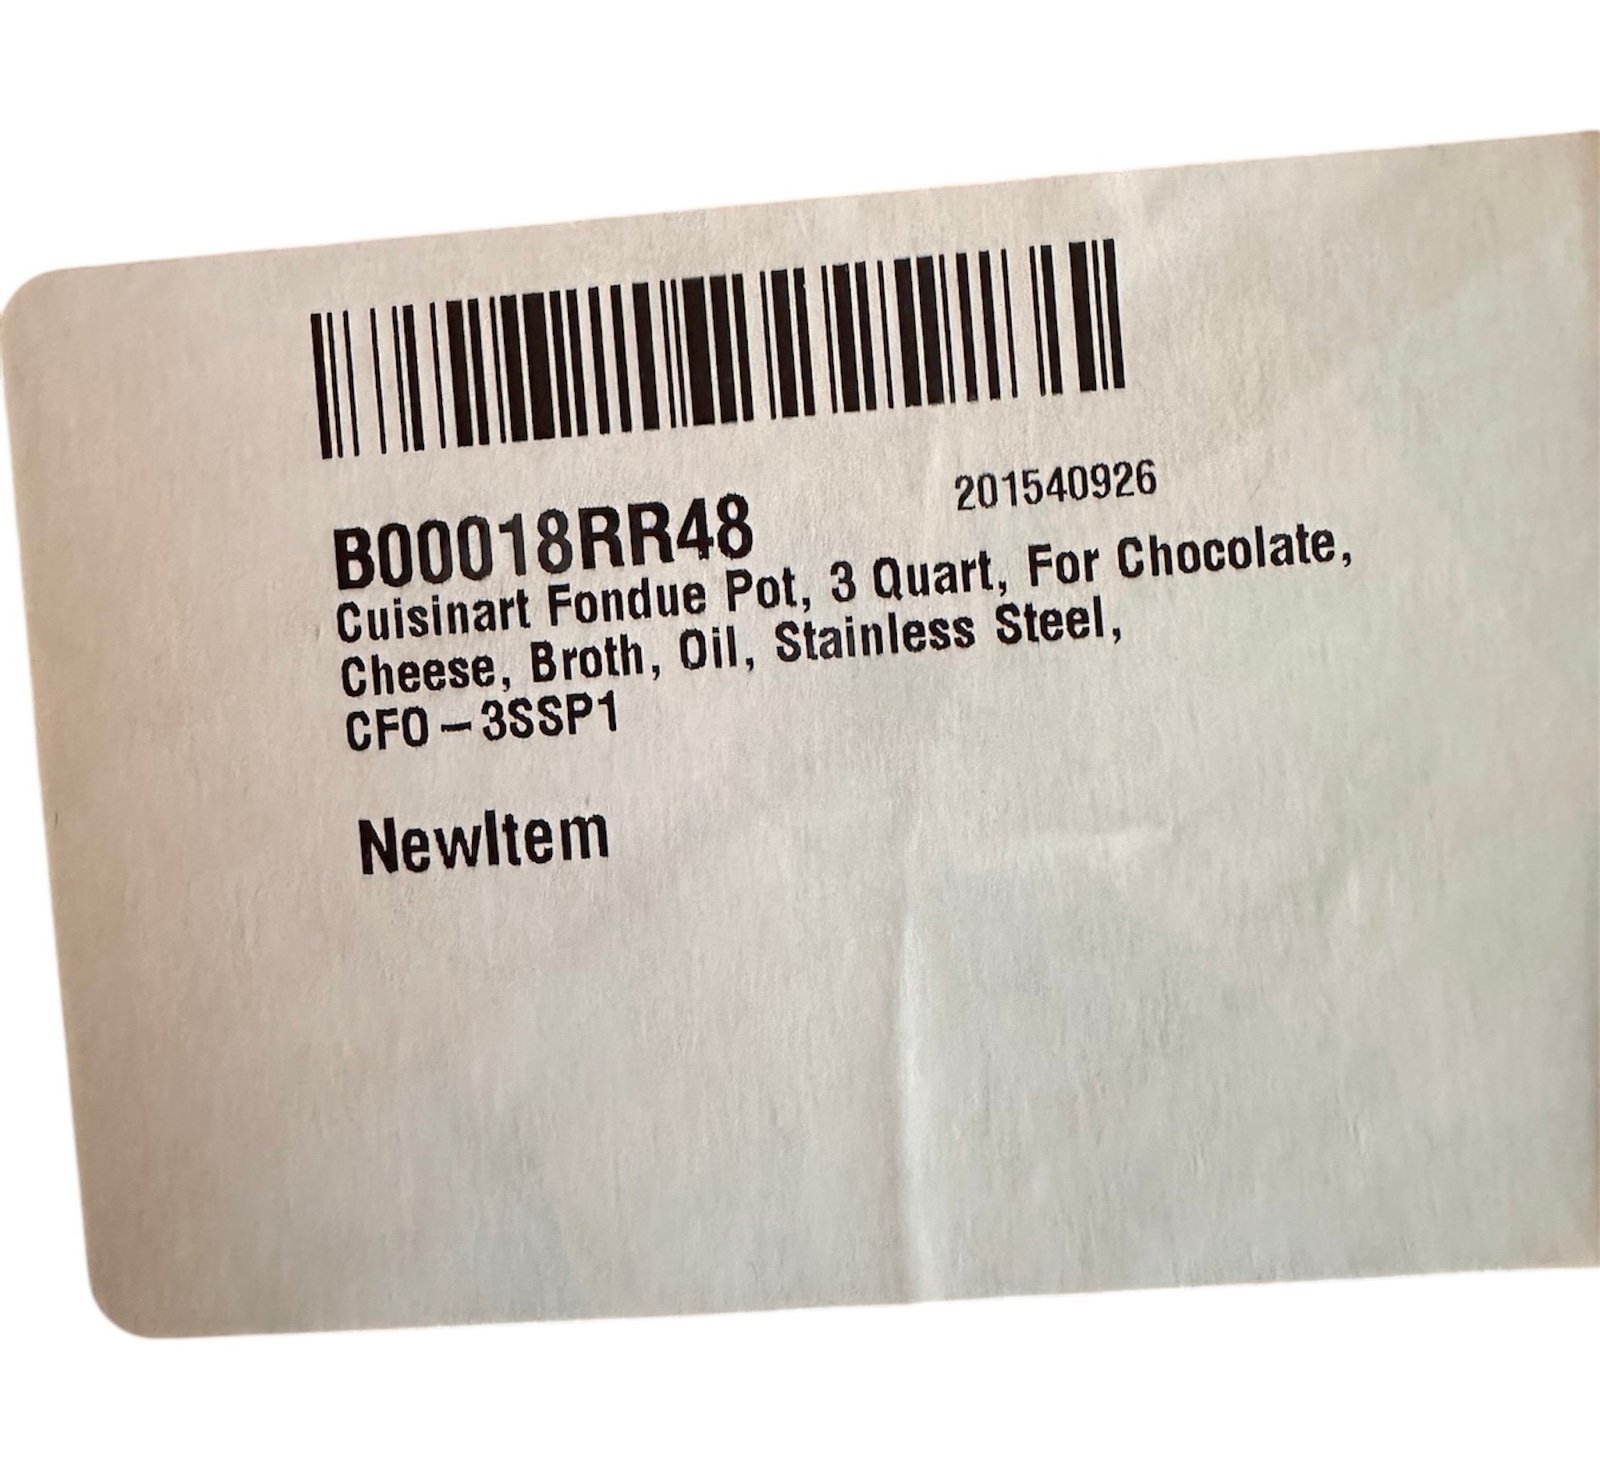 201540926
B00018RR48
Cuisinart Fondue Pot, 3 Quart, For Chocolate,
Cheese, Broth, Oil, Stainless Steel,
CFO-3SSP1
NewItem